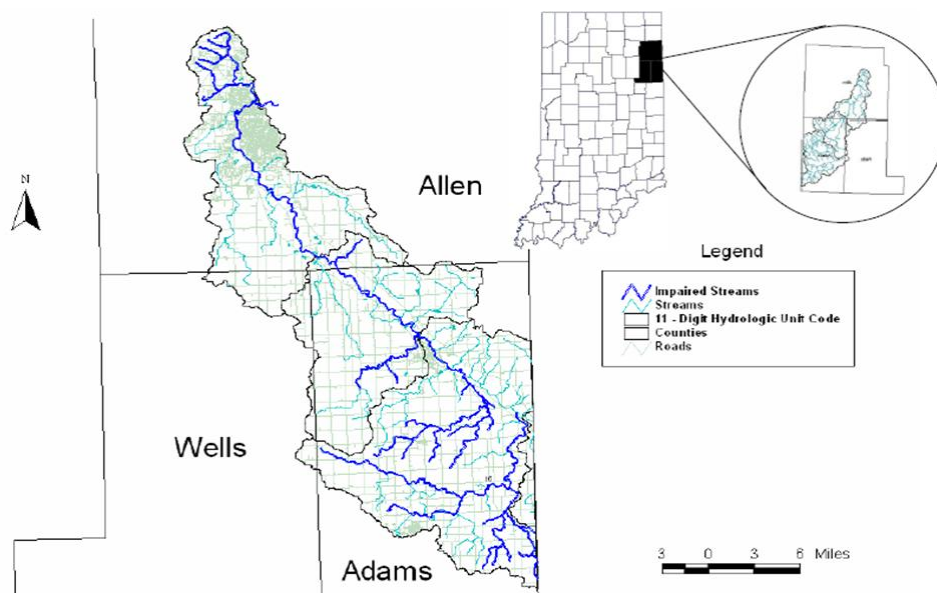 N
Allen
Wells
Adams
Legend
Impaired Streams
Streams
11 - Digit Hydrologic Unit Code
Counties
Roads
3 0 3 6 Miles